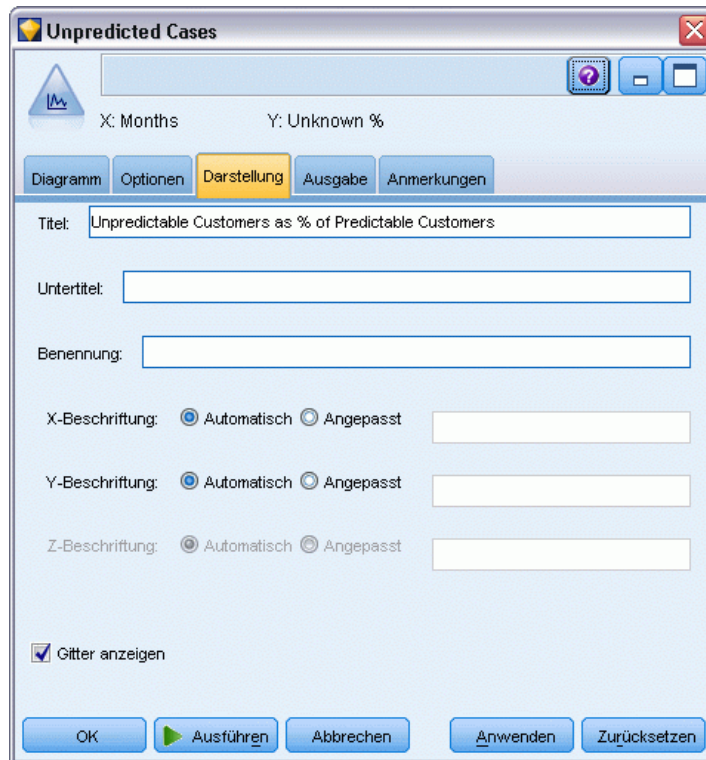 Unpredicted Cases
X: Months Y: Unknown %
Diagramm Optionen Darstellung Ausgabe Anmerkungen
Titel: Unpredictable Customers as % of Predictable Customers
Untertitel:
Benennung:
X-Beschriftung: Automatisch Angepasst
Y-Beschriftung: Automatisch Angepasst
Z-Beschriftung: Automatisch Angepasst
Gitter anzeigen
OK Ausführen Abbrechen Anwenden Zurücksetzen